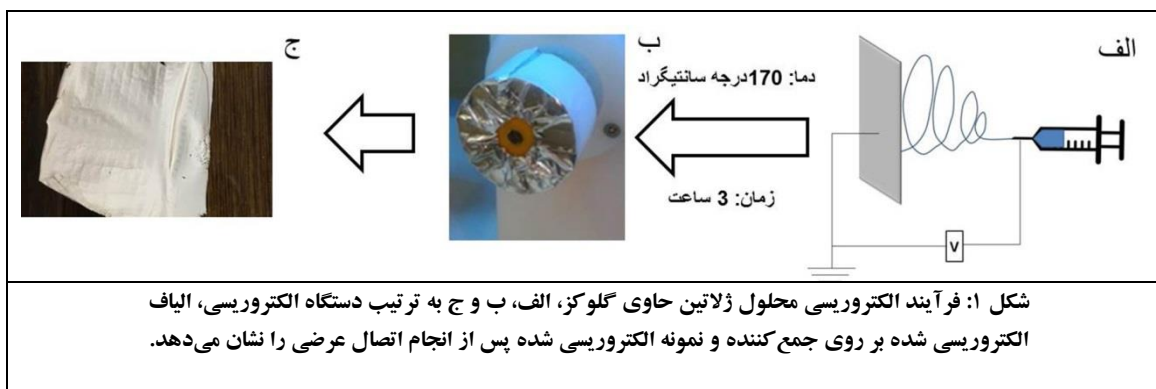 الف
ب
ج
دما: 170درجه سانتیگراد
زمان: 3 ساعت
V
شکل ۱: فرآیند الکتروریسی محلول ژلاتین حاوی گلوکز، الف، ب و ج به ترتیب دستگاه الکتروریسی، الیاف
الکتروریسی شده بر روی جمع‌کننده و نمونه الکتروریسی شده پس از انجام اتصال عرضی را نشان می‌دهد.